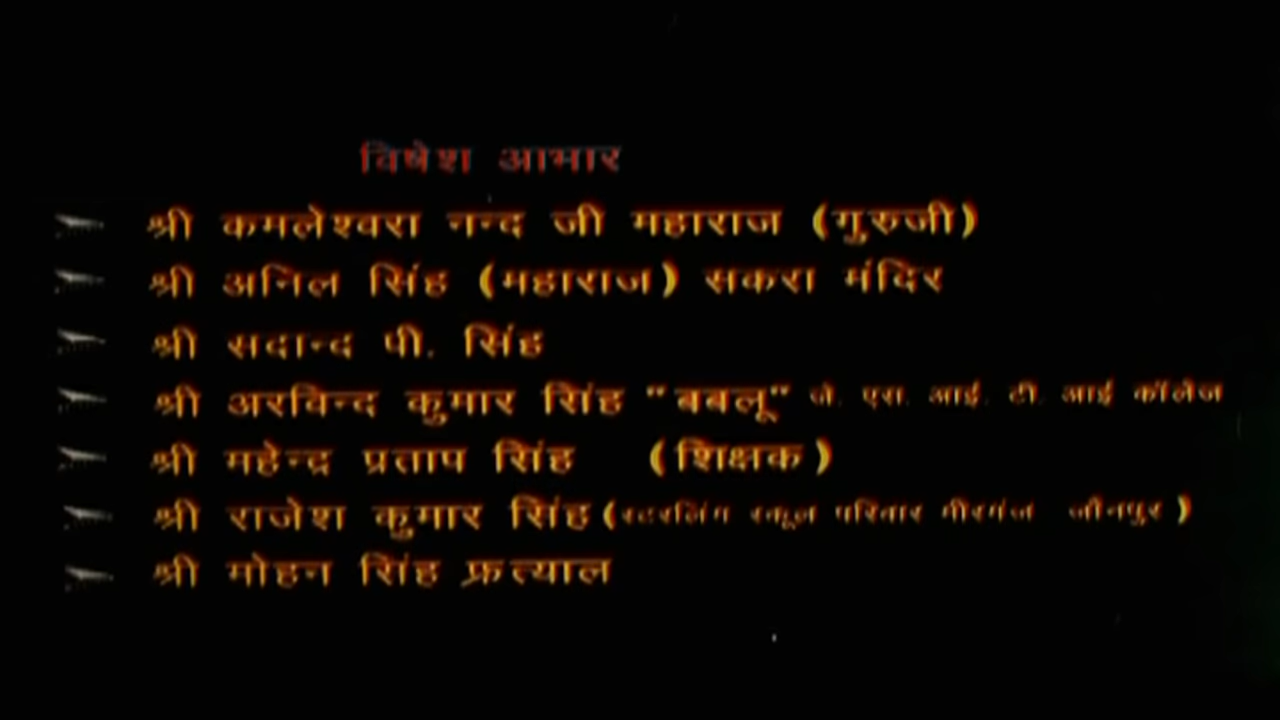 विषेश आभार
श्री कमलेश्वरा नन्द जी महाराज (गुरुजी)
श्री अनिल सिंह (महाराज) सकरा मंदिर
श्री सदान्द पी. सिंह
श्री अरविन्द कुमार सिंह "बबलू" जे. एस. आई. टी. आई कॉलेज
श्री महेन्द्र प्रताप सिंह (शिक्षक)
श्री राजेश कुमार सिंह (स्टरलिंग स्कूल परिवार मीरगंज जौनपुर)
श्री मोहन सिंह फ्रत्याल